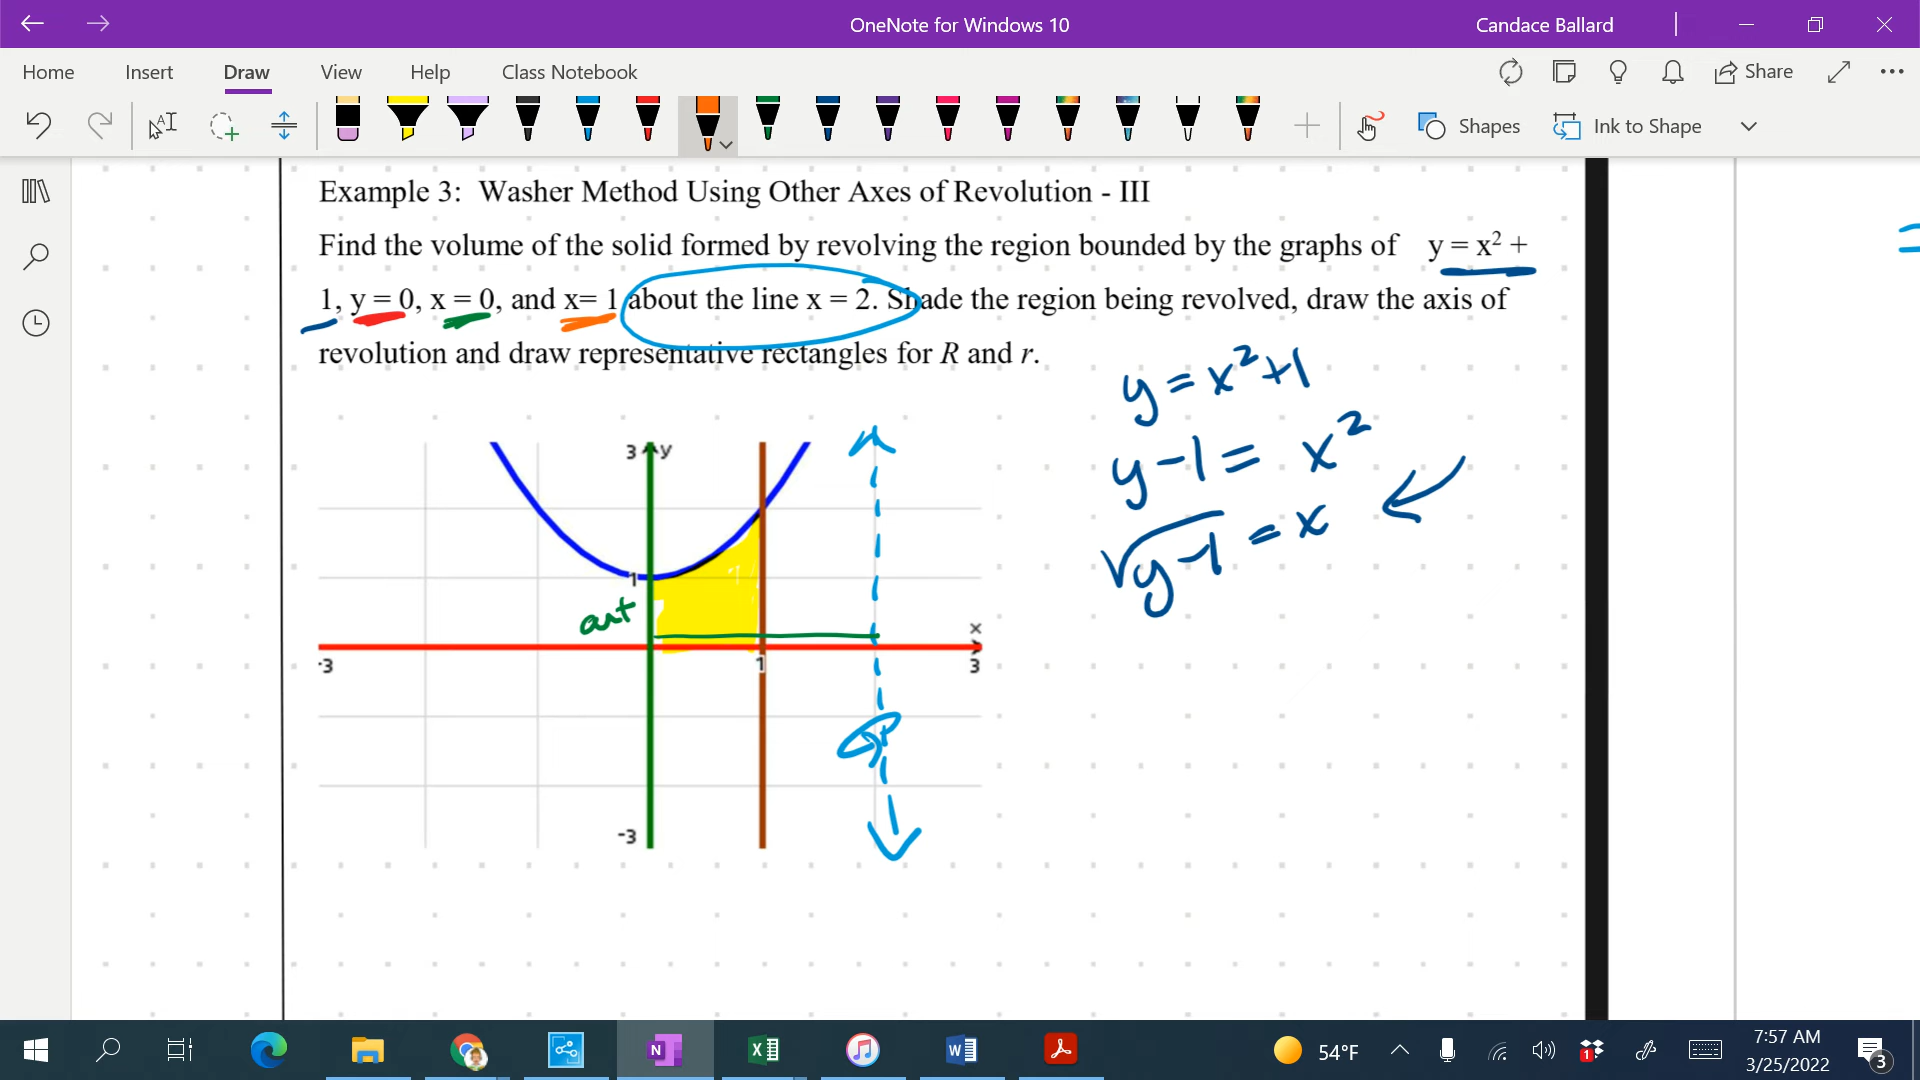 OneNote for Windows 10
Candace Ballard
Home Insert Draw View Help Class Notebook Share
Shapes Ink to Shape
Example 3: Washer Method Using Other Axes of Revolution - III
Find the volume of the solid formed by revolving the region bounded by the graphs of y = x² +
1, y = 0, x = 0, and x= 1 about the line x = 2. Shade the region being revolved, draw the axis of
revolution and draw representative rectangles for R and r.
y = x²+1
y-1 = x²
√y-1 = x
3 y
1
out
x
-3 1 3
-3
54°F
7:57 AM
3/25/2022
3